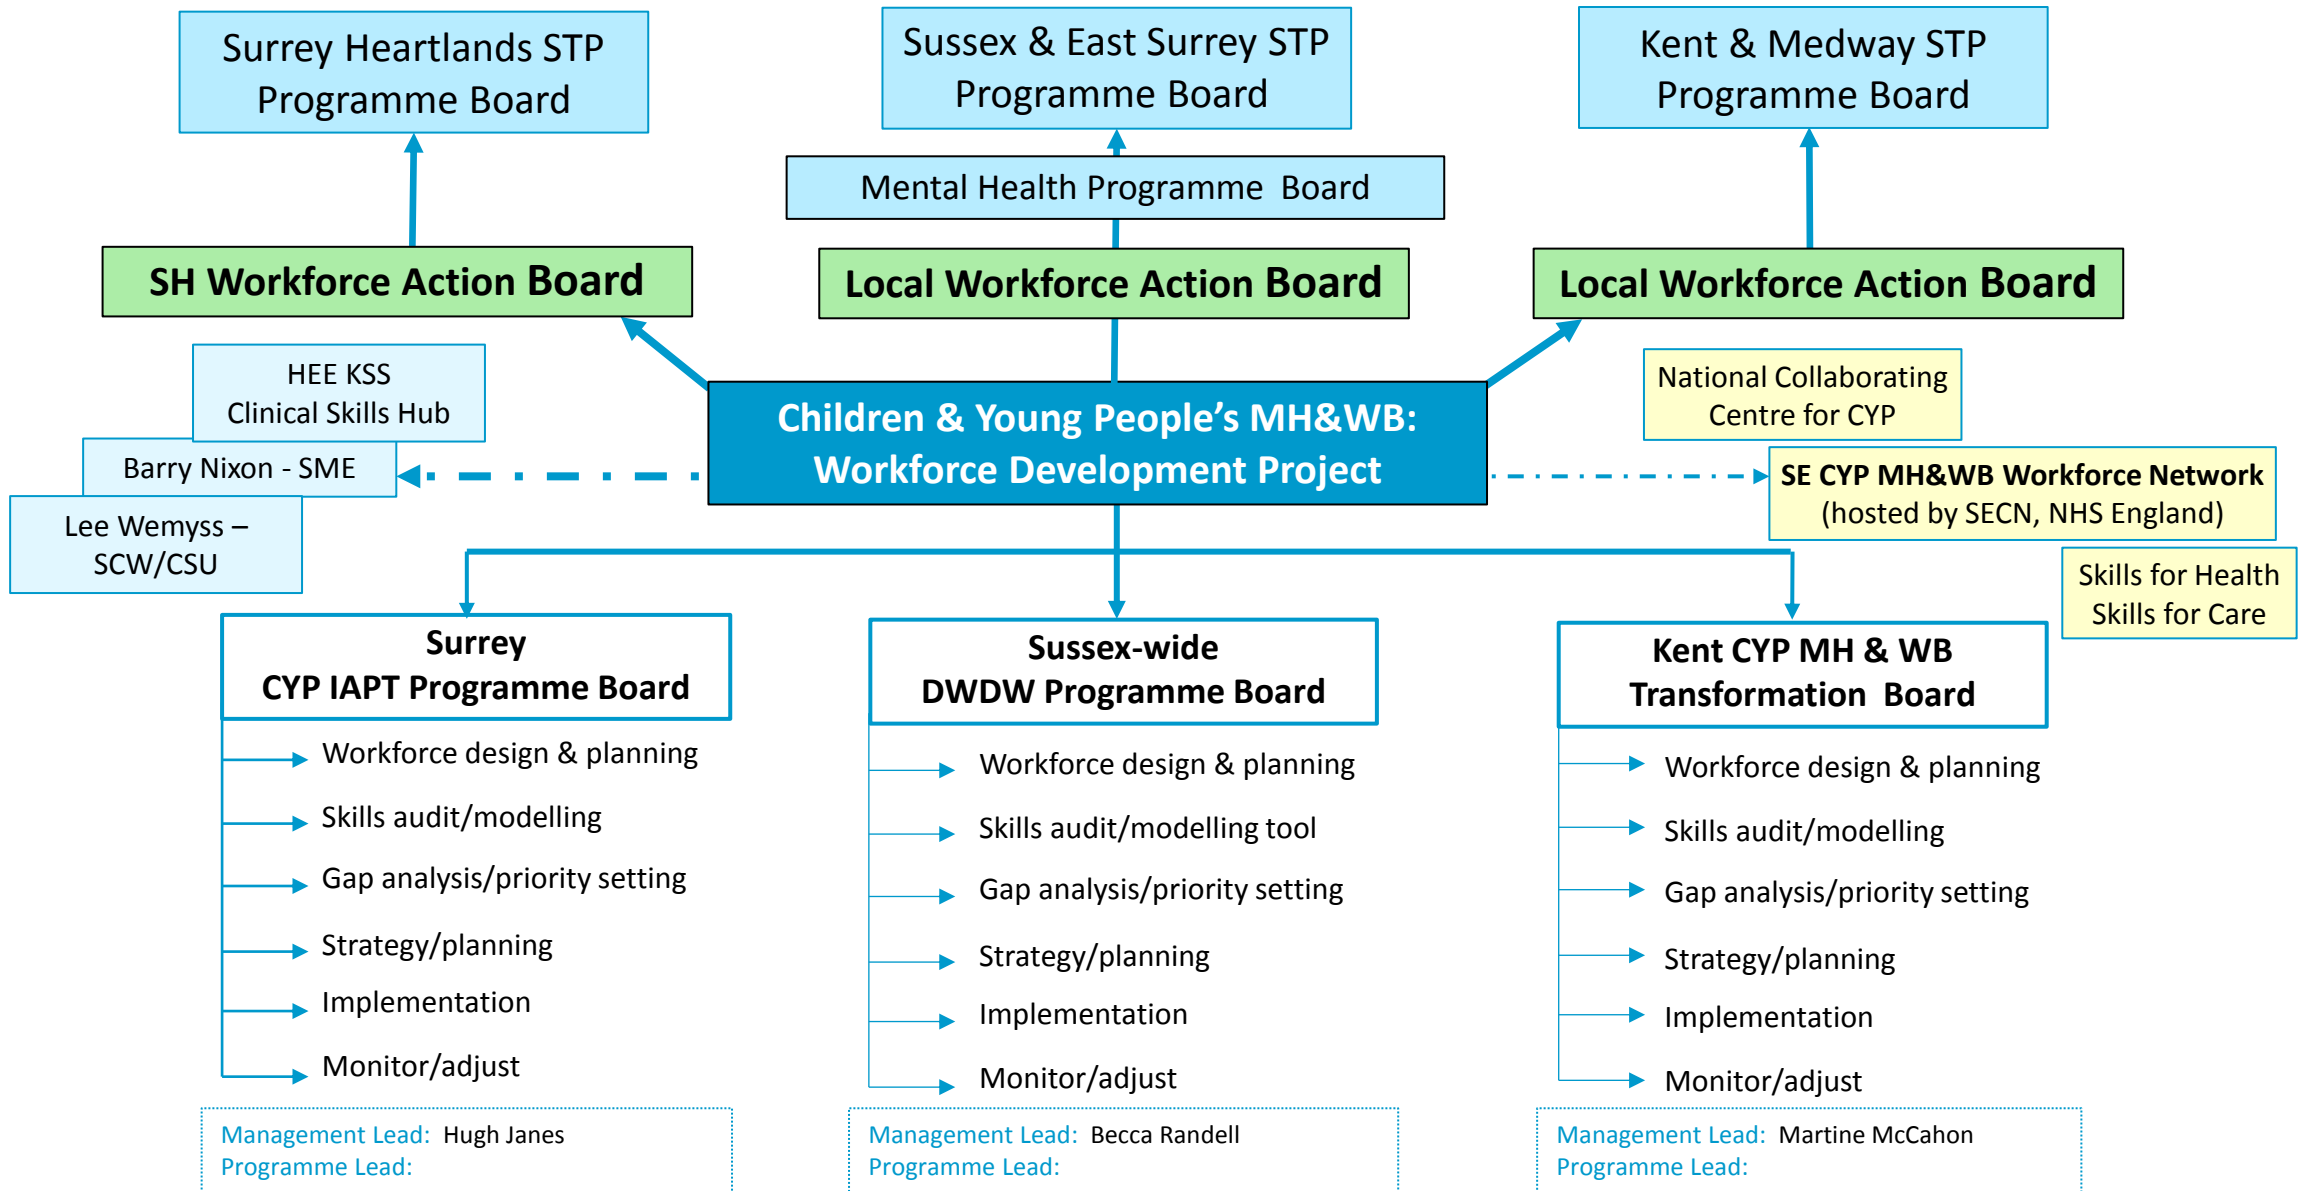 Surrey Heartlands STP
Programme Board
Sussex & East Surrey STP
Programme Board
Kent & Medway STP
Programme Board
Mental Health Programme  Board
SH Workforce Action Board
Local Workforce Action Board
Local Workforce Action Board
HEE KSS
Clinical Skills Hub
Barry Nixon - SME
Lee Wemyss –
SCW/CSU
Children & Young People’s MH&WB:
Workforce Development Project
National Collaborating
Centre for CYP
SE CYP MH&WB Workforce Network
(hosted by SECN, NHS England)
Skills for Health
Skills for Care
Surrey
CYP IAPT Programme Board
Workforce design & planning
Skills audit/modelling
Gap analysis/priority setting
Strategy/planning
Implementation
Monitor/adjust
Management Lead:  Hugh Janes
Programme Lead:
Sussex-wide
DWDW Programme Board
Workforce design & planning
Skills audit/modelling tool
Gap analysis/priority setting
Strategy/planning
Implementation
Monitor/adjust
Management Lead:  Becca Randell
Programme Lead:
Kent CYP MH & WB
Transformation  Board
Workforce design & planning
Skills audit/modelling
Gap analysis/priority setting
Strategy/planning
Implementation
Monitor/adjust
Management Lead:  Martine McCahon
Programme Lead: